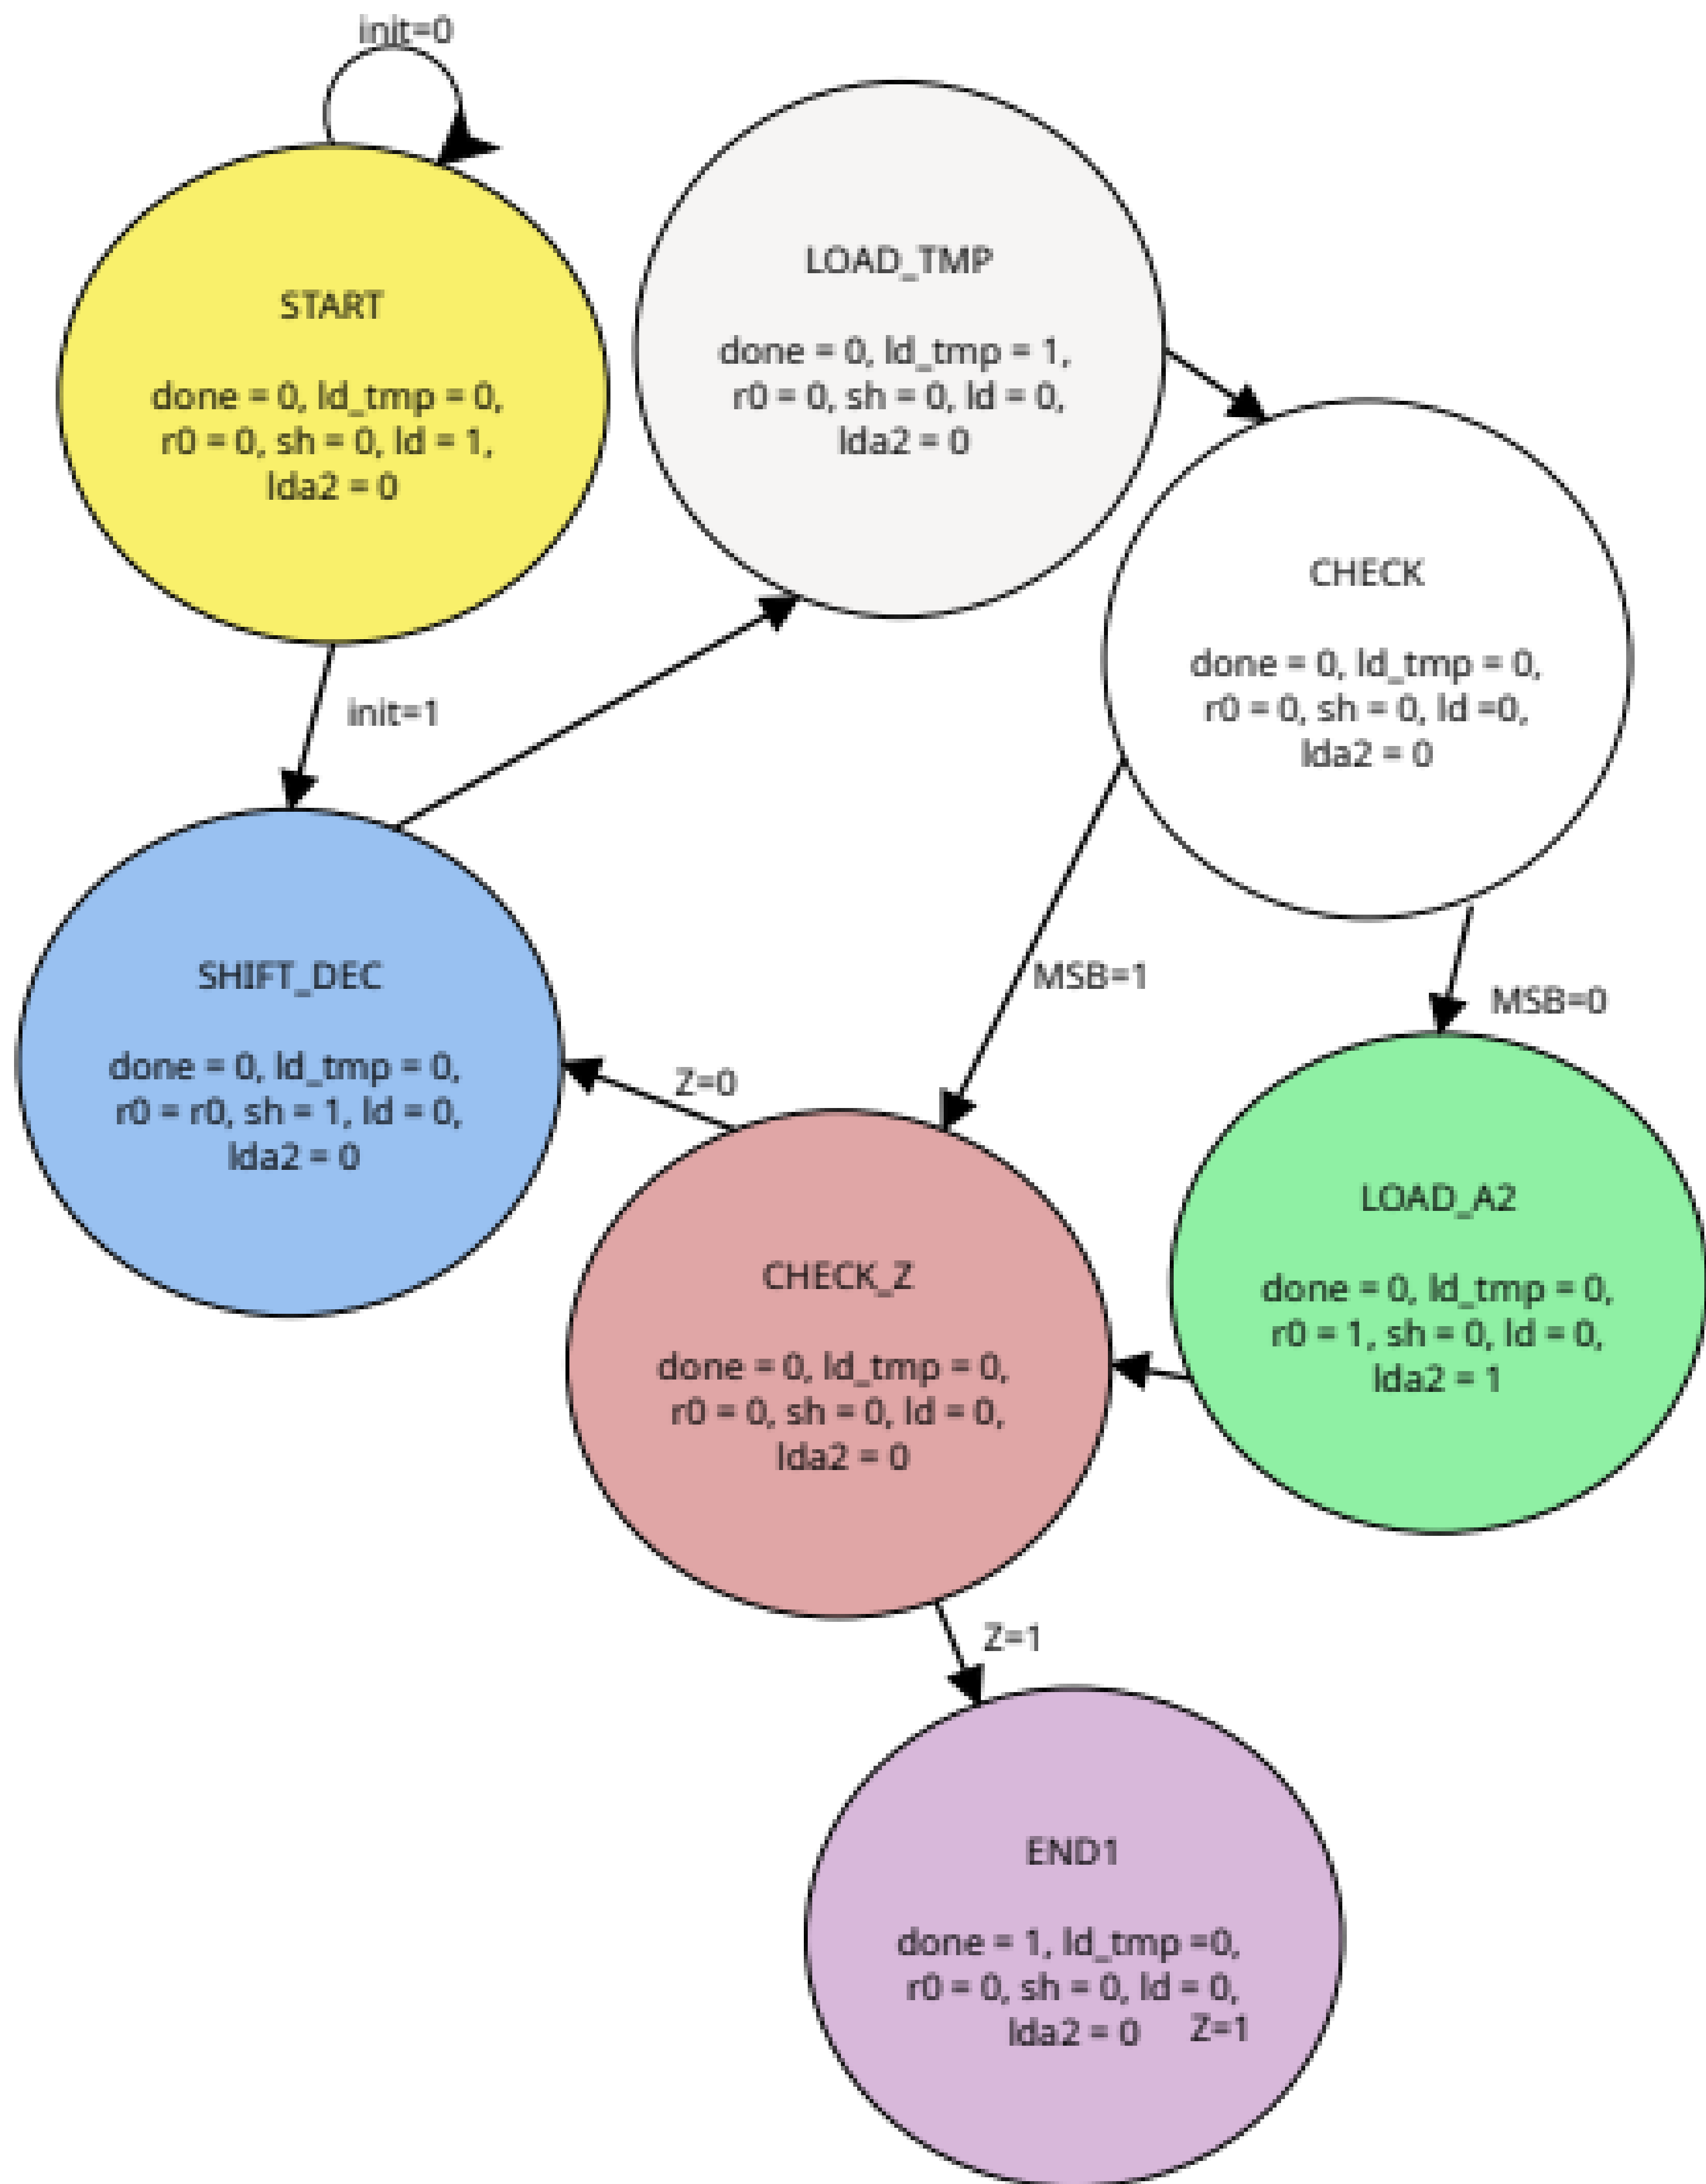 init=0
START
done = 0, ld_tmp = 0,
r0 = 0, sh = 0, ld = 1,
lda2 = 0
LOAD_TMP
done = 0, ld_tmp = 1,
r0 = 0, sh = 0, ld = 0,
lda2 = 0
CHECK
done = 0, ld_tmp = 0,
r0 = 0, sh = 0, ld =0,
lda2 = 0
init=1
SHIFT_DEC
done = 0, ld_tmp = 0,
r0 = r0, sh = 1, ld = 0,
lda2 = 0
MSB=1
MSB=0
Z=0
LOAD_A2
done = 0, ld_tmp = 0,
r0 = 1, sh = 0, ld = 0,
lda2 = 1
CHECK_Z
done = 0, ld_tmp = 0,
r0 = 0, sh = 0, ld = 0,
lda2 = 0
Z=1
END1
done = 1, ld_tmp =0,
r0 = 0, sh = 0, ld = 0,
lda2 = 0 Z=1